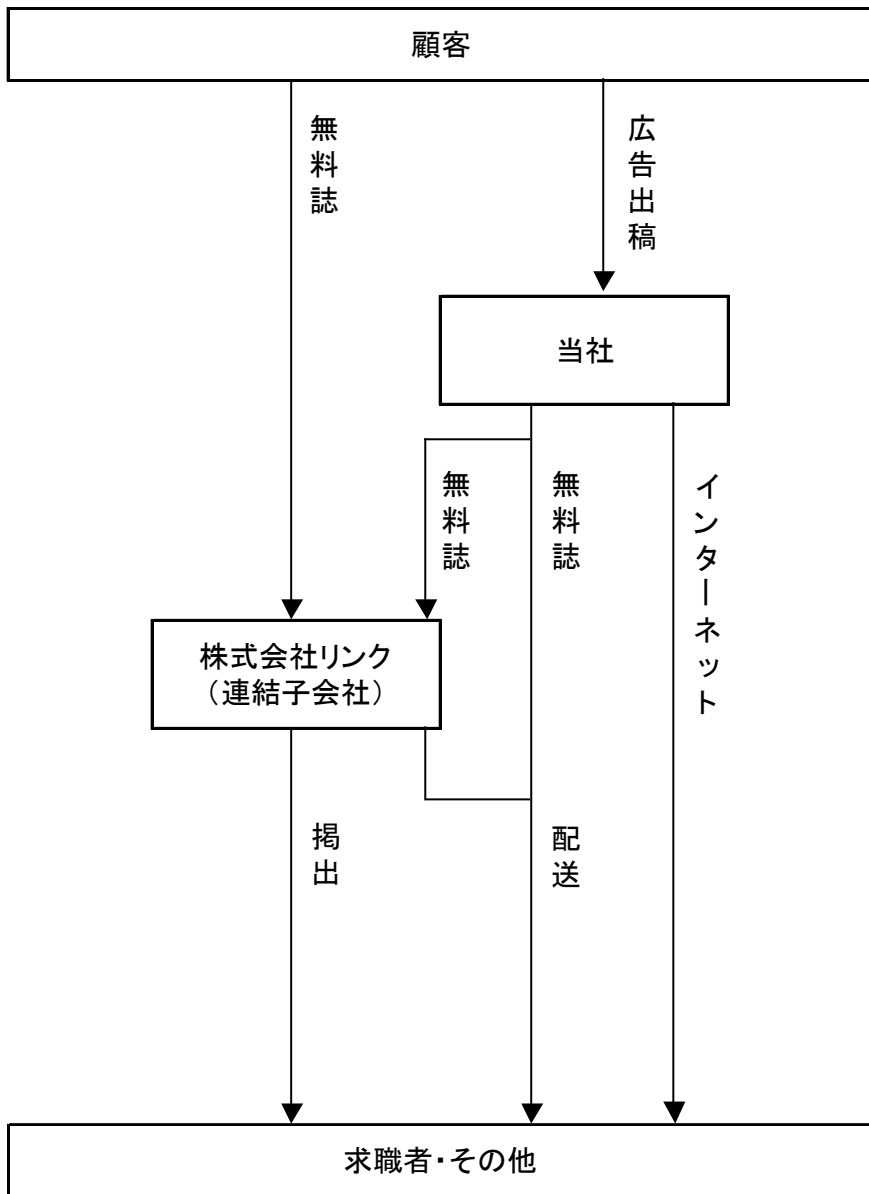 顧客
無料誌
広告出稿
当社
無料誌
無料誌
インターネット
株式会社リンク
（連結子会社）
掲出
配送
求職者・その他